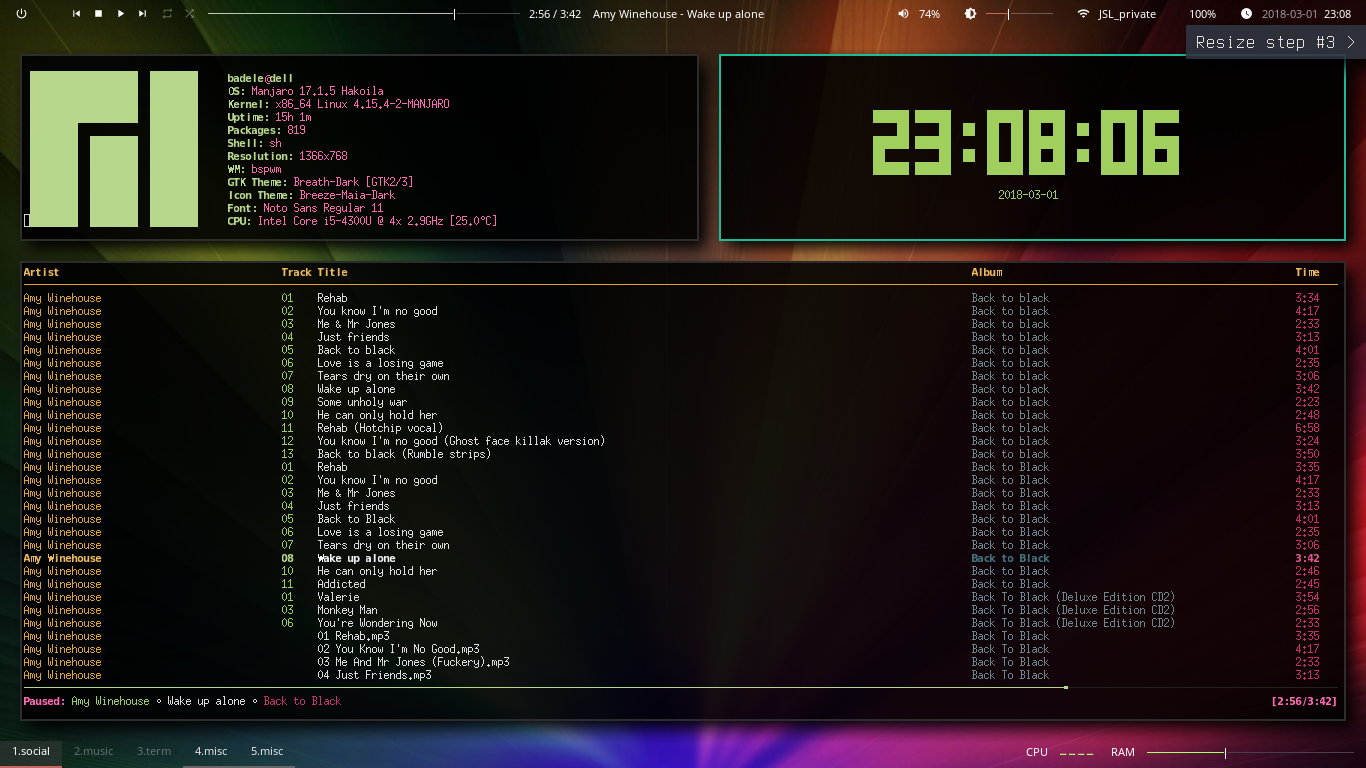 2:56 / 3:42 Amy Winehouse - Wake up alone 74% JSL_private 100% 2018-03-01 23:08
Resize step #3
badele@dell
OS: Manjaro 17.1.5 Hakoila
Kernel: x86_64 Linux 4.15.4-2-MANJARO
Uptime: 15h 1m
Packages: 819
Shell: sh
Resolution: 1366x768
WM: bspwm
GTK Theme: Breath-Dark [GTK2/3]
Icon Theme: Breeze-Maia-Dark
Font: Noto Sans Regular 11
CPU: Intel Core i5-4300U @ 4x 2.9GHz [25.0°C]
23:08:06
2018-03-01
Artist Track Title Album Time
Amy Winehouse 01 Rehab Back to black 3:34
Amy Winehouse 02 You know I'm no good Back to black 4:17
Amy Winehouse 03 Me & Mr Jones Back to black 2:33
Amy Winehouse 04 Just friends Back to black 3:13
Amy Winehouse 05 Back to black Back to black 4:01
Amy Winehouse 06 Love is a losing game Back to black 2:35
Amy Winehouse 07 Tears dry on their own Back to black 3:06
Amy Winehouse 08 Wake up alone Back to black 3:42
Amy Winehouse 09 Some unholy war Back to black 2:23
Amy Winehouse 10 He can only hold her Back to black 2:48
Amy Winehouse 11 Rehab (Hotchip vocal) Back to black 6:58
Amy Winehouse 12 You know I'm no good (Ghost face killak version) Back to black 3:24
Amy Winehouse 13 Back to black (Rumble strips) Back to black 3:50
Amy Winehouse 01 Rehab Back to Black 3:35
Amy Winehouse 02 You know I'm no good Back to Black 4:17
Amy Winehouse 03 Me & Mr Jones Back to Black 2:33
Amy Winehouse 04 Just friends Back to Black 3:13
Amy Winehouse 05 Back to Black Back to Black 4:01
Amy Winehouse 06 Love is a losing game Back to Black 2:35
Amy Winehouse 07 Tears dry on their own Back to Black 3:06
Amy Winehouse 08 Wake up alone Back to Black 3:42
Amy Winehouse 10 He can only hold her Back to Black 2:46
Amy Winehouse 11 Addicted Back to Black 2:45
Amy Winehouse 01 Valerie Back To Black (Deluxe Edition CD2) 3:54
Amy Winehouse 03 Monkey Man Back To Black (Deluxe Edition CD2) 2:56
Amy Winehouse 06 You're Wondering Now Back To Black (Deluxe Edition CD2) 2:33
Amy Winehouse 01 Rehab.mp3 Back To Black 3:35
Amy Winehouse 02 You Know I'm No Good.mp3 Back To Black 4:17
Amy Winehouse 03 Me And Mr Jones (Fuckery).mp3 Back To Black 2:33
Amy Winehouse 04 Just Friends.mp3 Back To Black 3:13
Paused: Amy Winehouse ⋄ Wake up alone ⋄ Back to Black [2:56/3:42]
1.social 2.music 3.term 4.misc 5.misc CPU RAM